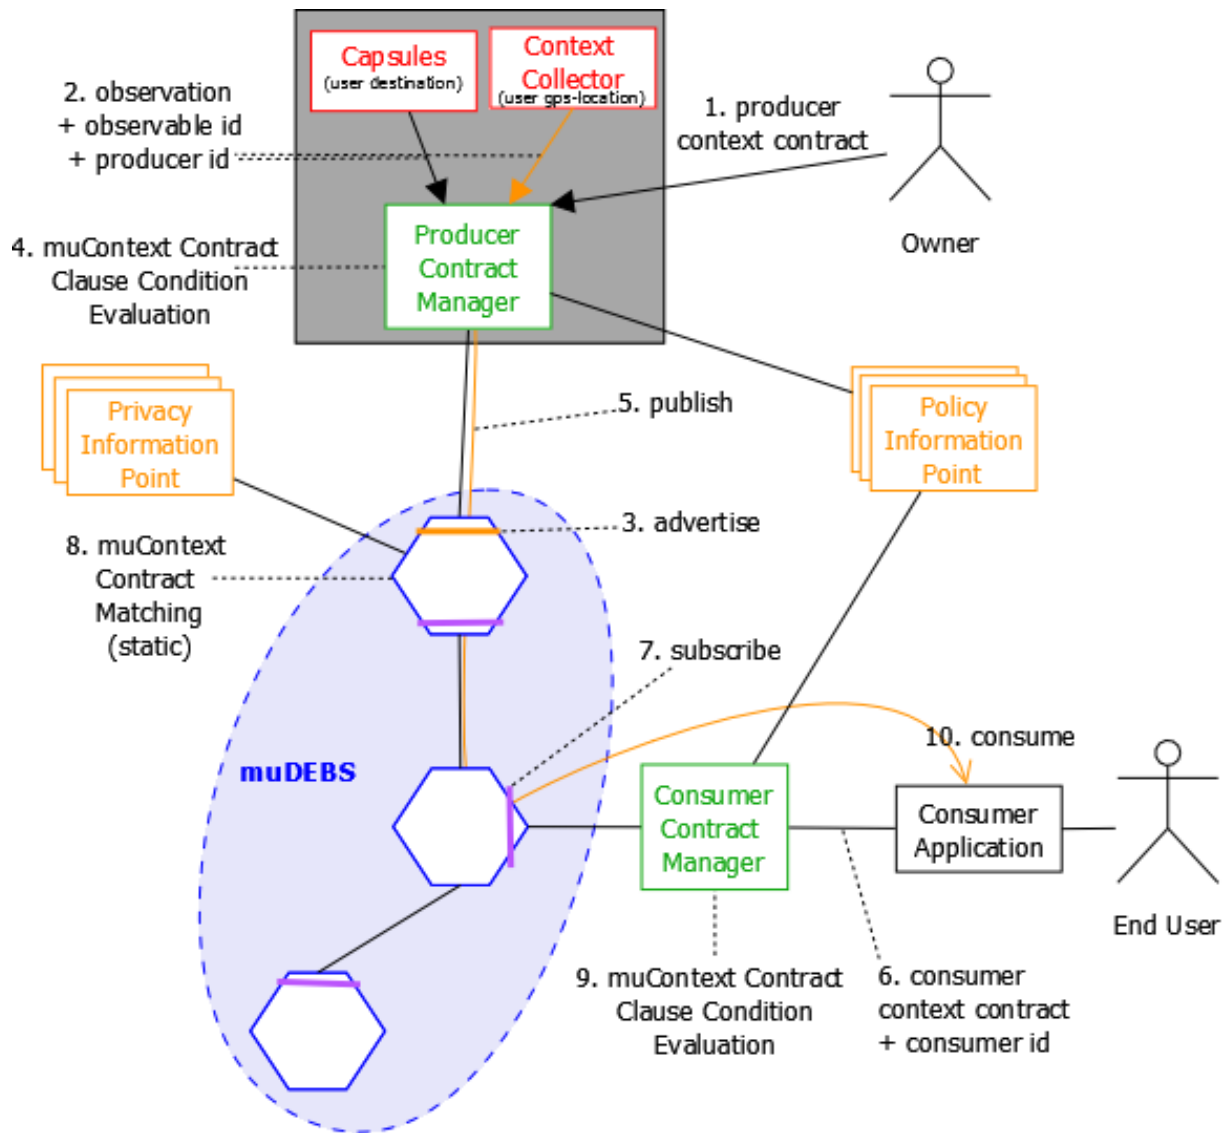 Capsules
(user destination)
Context
Collector
(user gps-location)
2. observation
+ observable id
+ producer id
1. producer
context contract
Owner
Producer
Contract
Manager
4. muContext Contract
Clause Condition
Evaluation
5. publish
Privacy
Information
Point
Policy
Information
Point
3. advertise
8. muContext
Contract
Matching
(static)
7. subscribe
muDEBS
10. consume
Consumer
Contract
Manager
Consumer
Application
End User
9. muContext Contract
Clause Condition
Evaluation
6. consumer
context contract
+ consumer id